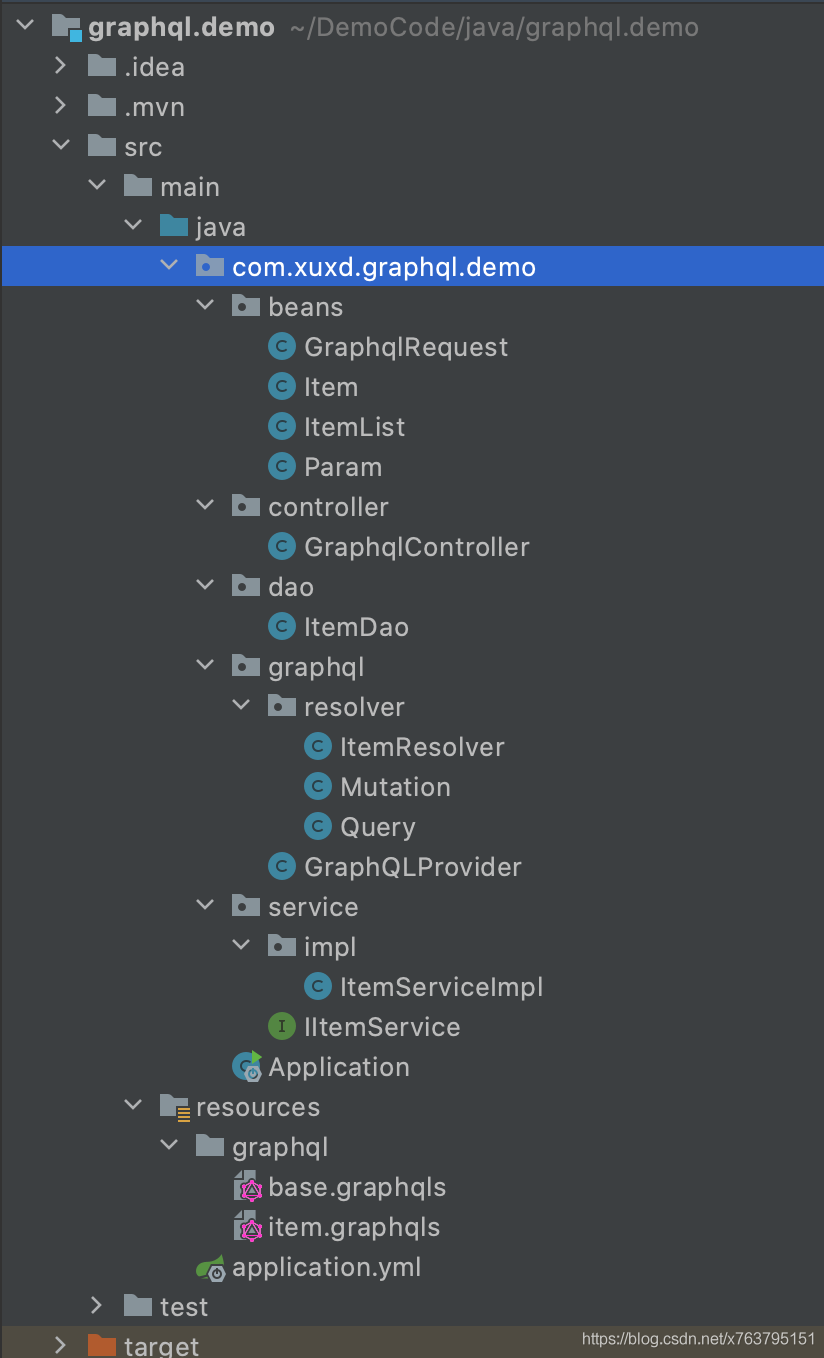 graphql.demo ~/DemoCode/java/graphql.demo
.idea
.mvn
src
main
java
com.xuxd.graphql.demo
beans
GraphqlRequest
Item
ItemList
Param
controller
GraphqlController
dao
ItemDao
graphql
resolver
ItemResolver
Mutation
Query
GraphQLProvider
service
impl
ItemServiceImpl
IItemService
Application
resources
graphql
base.graphqls
item.graphqls
application.yml
test
target
https://blog.csdn.net/x763795151